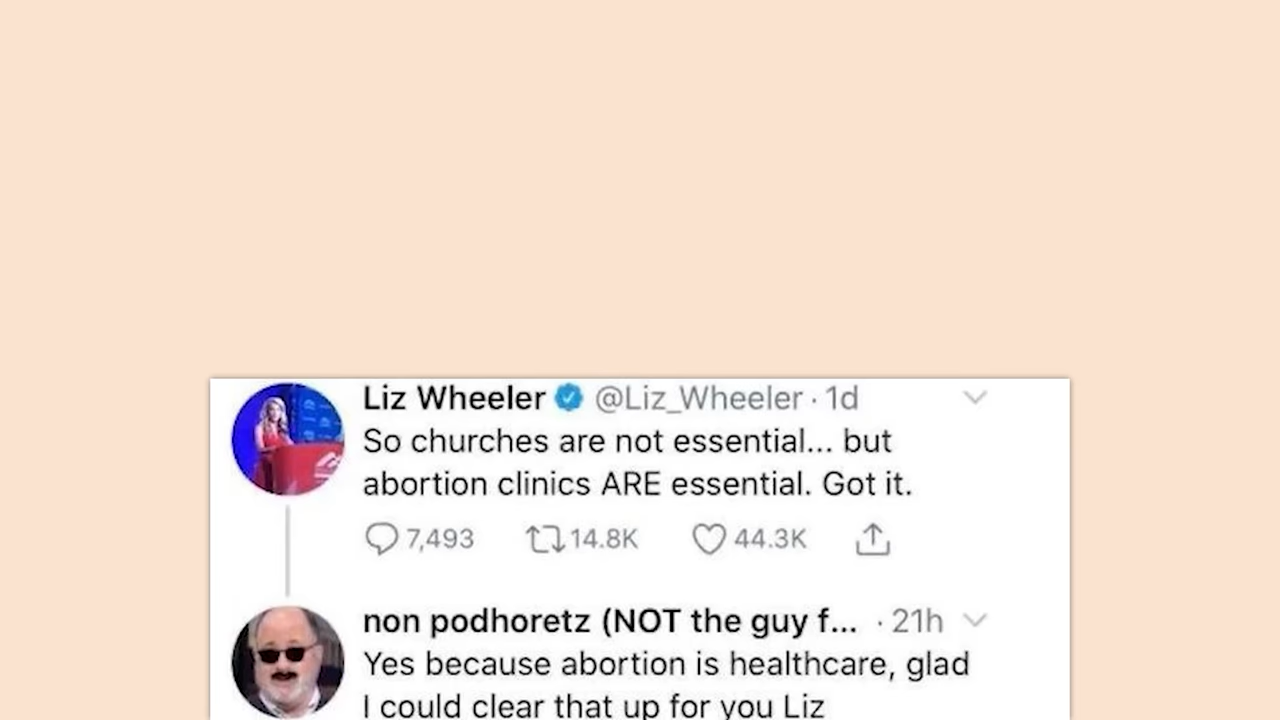 Liz Wheeler @Liz_Wheeler · 1d
So churches are not essential... but
abortion clinics ARE essential. Got it.
7,493 14.8K 44.3K
non podhoretz (NOT the guy f... · 21h
Yes because abortion is healthcare, glad
I could clear that up for you Liz